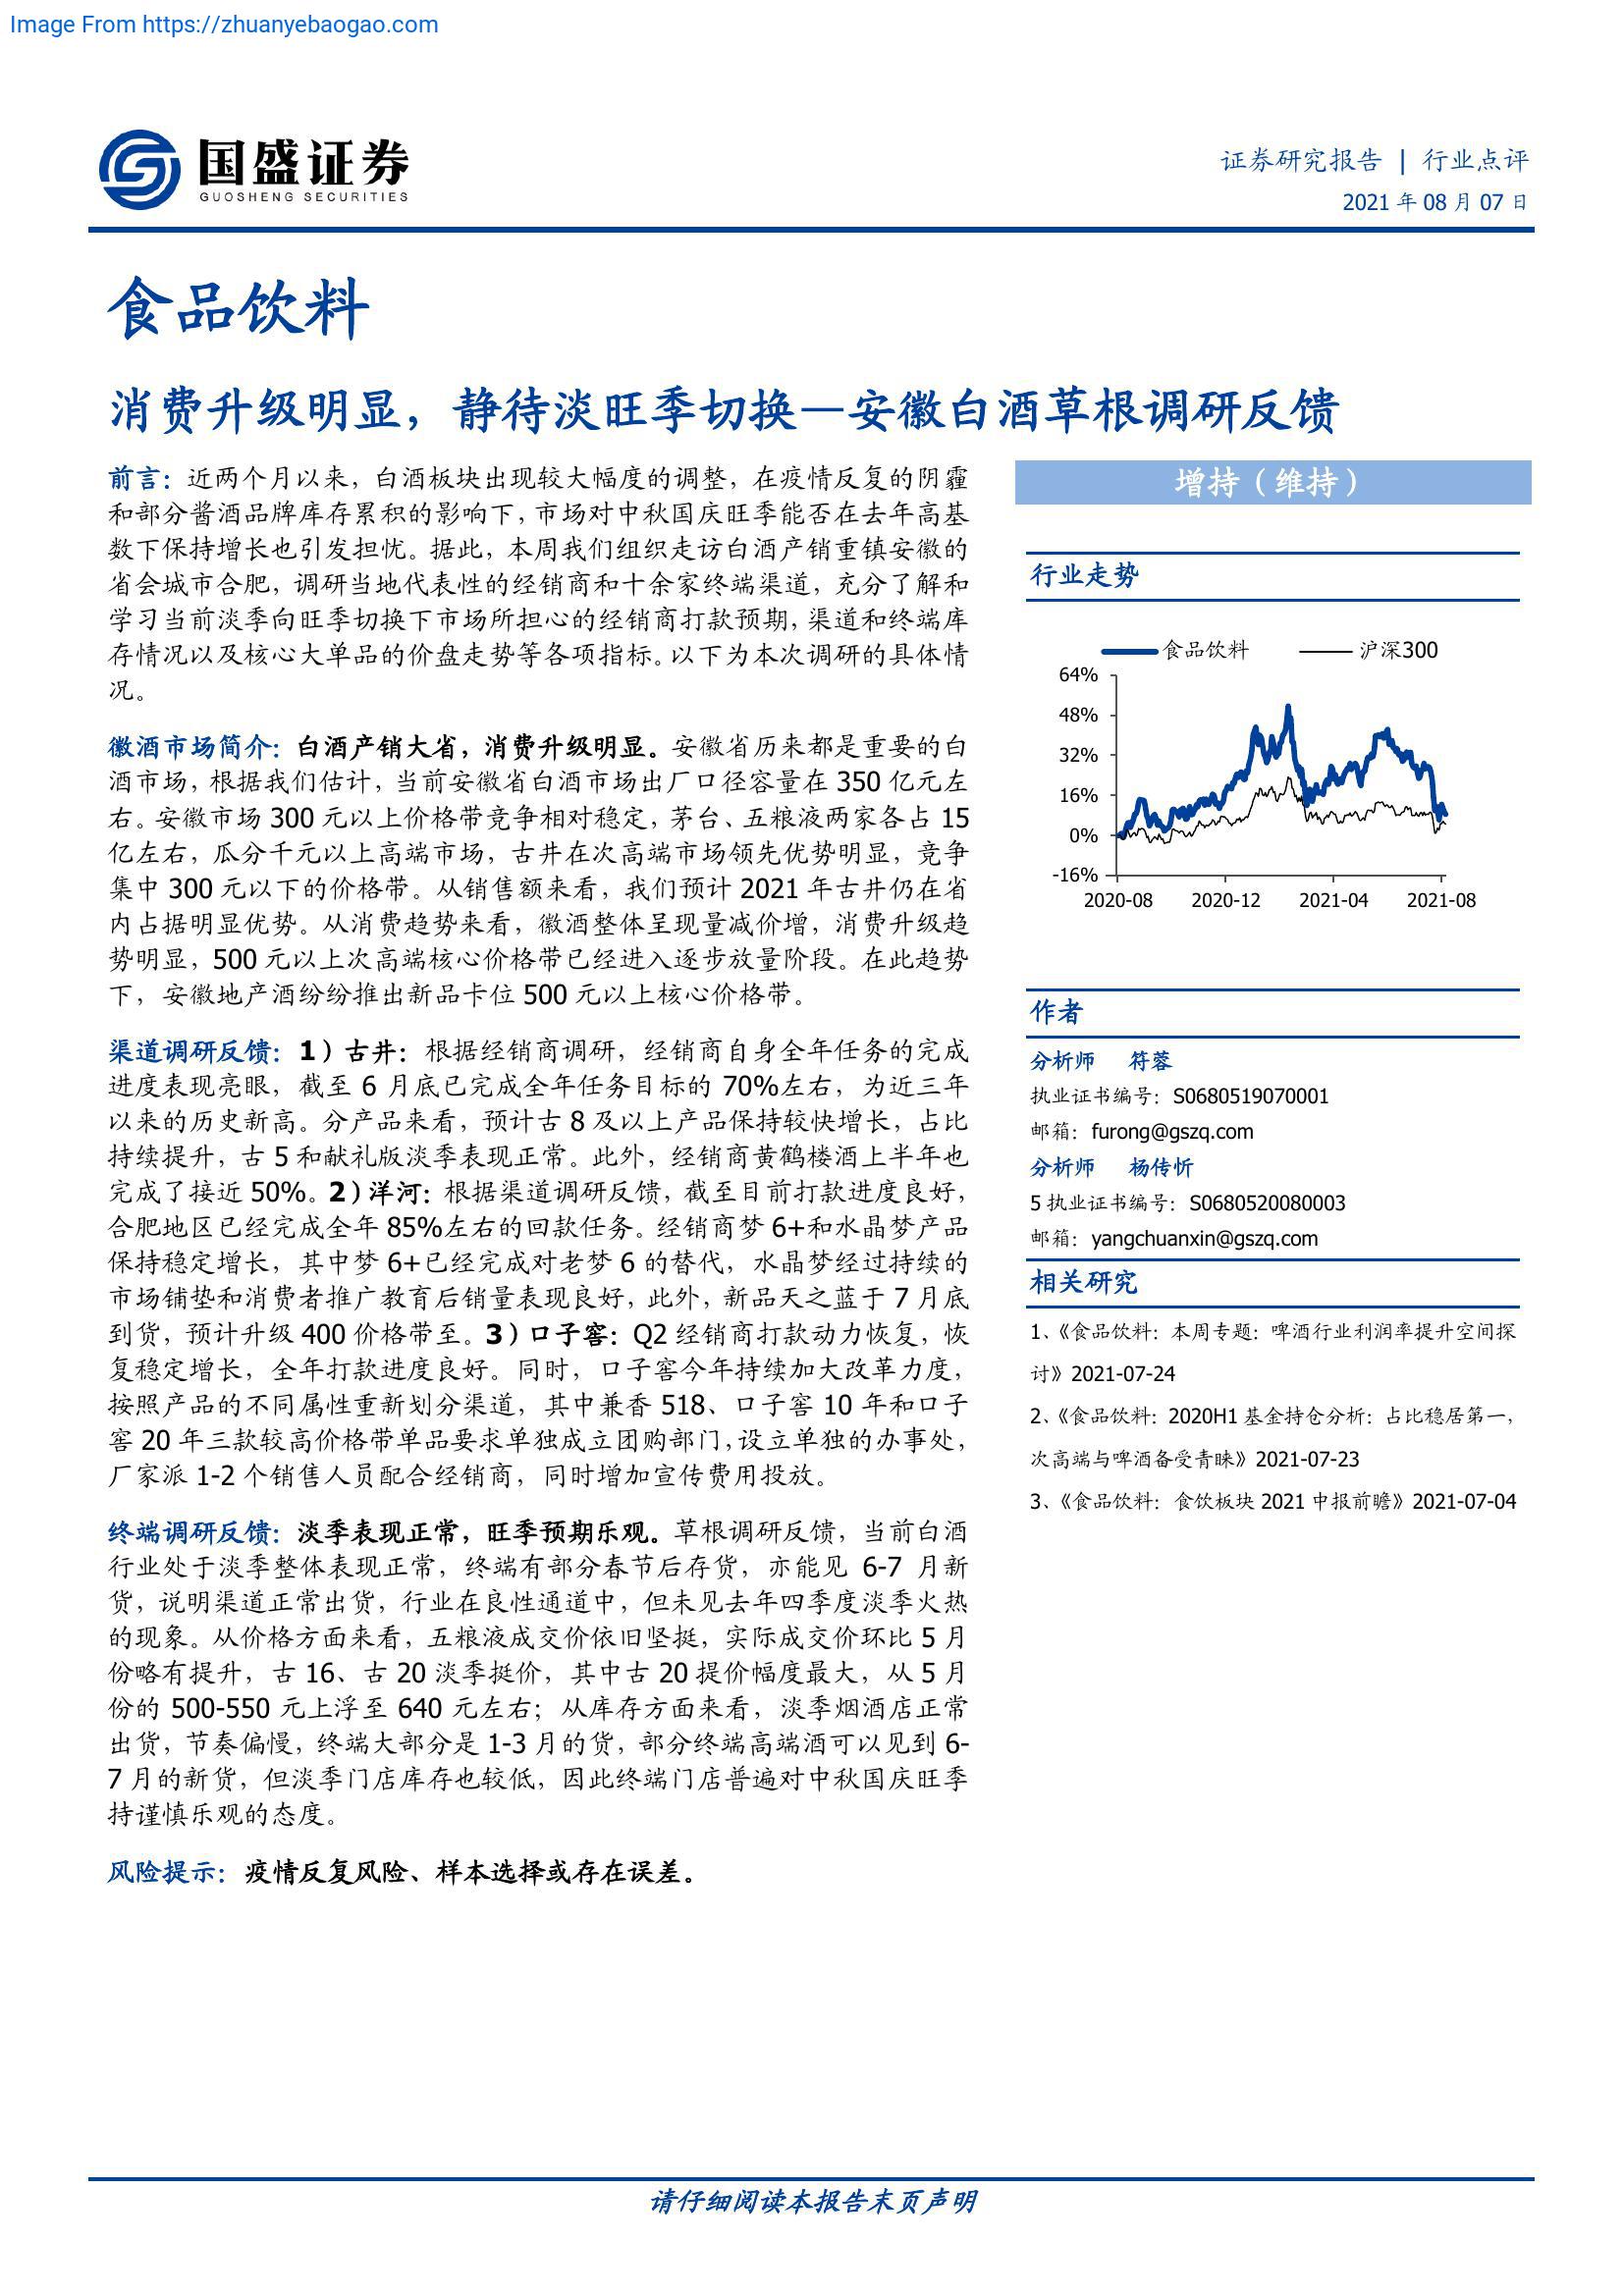 Image From https://zhuanyebaogao.com
国盛证券
GUOSHENG SECURITIES
证券研究报告 | 行业点评
2021 年 08 月 07 日
食品饮料
消费升级明显，静待淡旺季切换—安徽白酒草根调研反馈
前言：近两个月以来，白酒板块出现较大幅度的调整，在疫情反复的阴霾
和部分酱酒品牌库存累积的影响下，市场对中秋国庆旺季能否在去年高基
数下保持增长也引发担忧。据此，本周我们组织走访白酒产销重镇安徽的
省会城市合肥，调研当地代表性的经销商和十余家终端渠道，充分了解和
学习当前淡季向旺季切换下市场所担心的经销商打款预期，渠道和终端库
存情况以及核心大单品的价盘走势等各项指标。以下为本次调研的具体情
况。
徽酒市场简介：白酒产销大省，消费升级明显。安徽省历来都是重要的白
酒市场，根据我们估计，当前安徽省白酒市场出厂口径容量在 350 亿元左
右。安徽市场 300 元以上价格带竞争相对稳定，茅台、五粮液两家各占 15
亿左右，瓜分千元以上高端市场，古井在次高端市场领先优势明显，竞争
集中 300 元以下的价格带。从销售额来看，我们预计 2021 年古井仍在省
内占据明显优势。从消费趋势来看，徽酒整体呈现量减价增，消费升级趋
势明显，500 元以上次高端核心价格带已经进入逐步放量阶段。在此趋势
下，安徽地产酒纷纷推出新品卡位 500 元以上核心价格带。
渠道调研反馈：1）古井：根据经销商调研，经销商自身全年任务的完成
进度表现亮眼，截至 6 月底已完成全年任务目标的 70%左右，为近三年
以来的历史新高。分产品来看，预计古 8 及以上产品保持较快增长，占比
持续提升，古 5 和献礼版淡季表现正常。此外，经销商黄鹤楼酒上半年也
完成了接近 50%。2）洋河：根据渠道调研反馈，截至目前打款进度良好，
合肥地区已经完成全年 85%左右的回款任务。经销商梦 6+和水晶梦产品
保持稳定增长，其中梦 6+已经完成对老梦 6 的替代，水晶梦经过持续的
市场铺垫和消费者推广教育后销量表现良好，此外，新品天之蓝于 7 月底
到货，预计升级 400 价格带至。3）口子窖：Q2 经销商打款动力恢复，恢
复稳定增长，全年打款进度良好。同时，口子窖今年持续加大改革力度，
按照产品的不同属性重新划分渠道，其中兼香 518、口子窖 10 年和口子
窖 20 年三款较高价格带单品要求单独成立团购部门，设立单独的办事处，
厂家派 1-2 个销售人员配合经销商，同时增加宣传费用投放。
终端调研反馈：淡季表现正常，旺季预期乐观。草根调研反馈，当前白酒
行业处于淡季整体表现正常，终端有部分春节后存货，亦能见 6-7 月新
货，说明渠道正常出货，行业在良性通道中，但未见去年四季度淡季火热
的现象。从价格方面来看，五粮液成交价依旧坚挺，实际成交价环比 5 月
份略有提升，古 16、古 20 淡季挺价，其中古 20 提价幅度最大，从 5 月
份的 500-550 元上浮至 640 元左右；从库存方面来看，淡季烟酒店正常
出货，节奏偏慢，终端大部分是 1-3 月的货，部分终端高端酒可以见到 6-
7 月的新货，但淡季门店库存也较低，因此终端门店普遍对中秋国庆旺季
持谨慎乐观的态度。
风险提示：疫情反复风险、样本选择或存在误差。
增持（维持）
行业走势
食品饮料 沪深300
64%
48%
32%
16%
0%
-16%
2020-08 2020-12 2021-04 2021-08
作者
分析师 符蓉
执业证书编号：S0680519070001
邮箱：furong@gszq.com
分析师 杨传忻
5 执业证书编号：S0680520080003
邮箱：yangchuanxin@gszq.com
相关研究
1、《食品饮料：本周专题：啤酒行业利润率提升空间探
讨》2021-07-24
2、《食品饮料：2020H1 基金持仓分析：占比稳居第一，
次高端与啤酒备受青睐》2021-07-23
3、《食品饮料：食饮板块 2021 中报前瞻》2021-07-04
请仔细阅读本报告末页声明